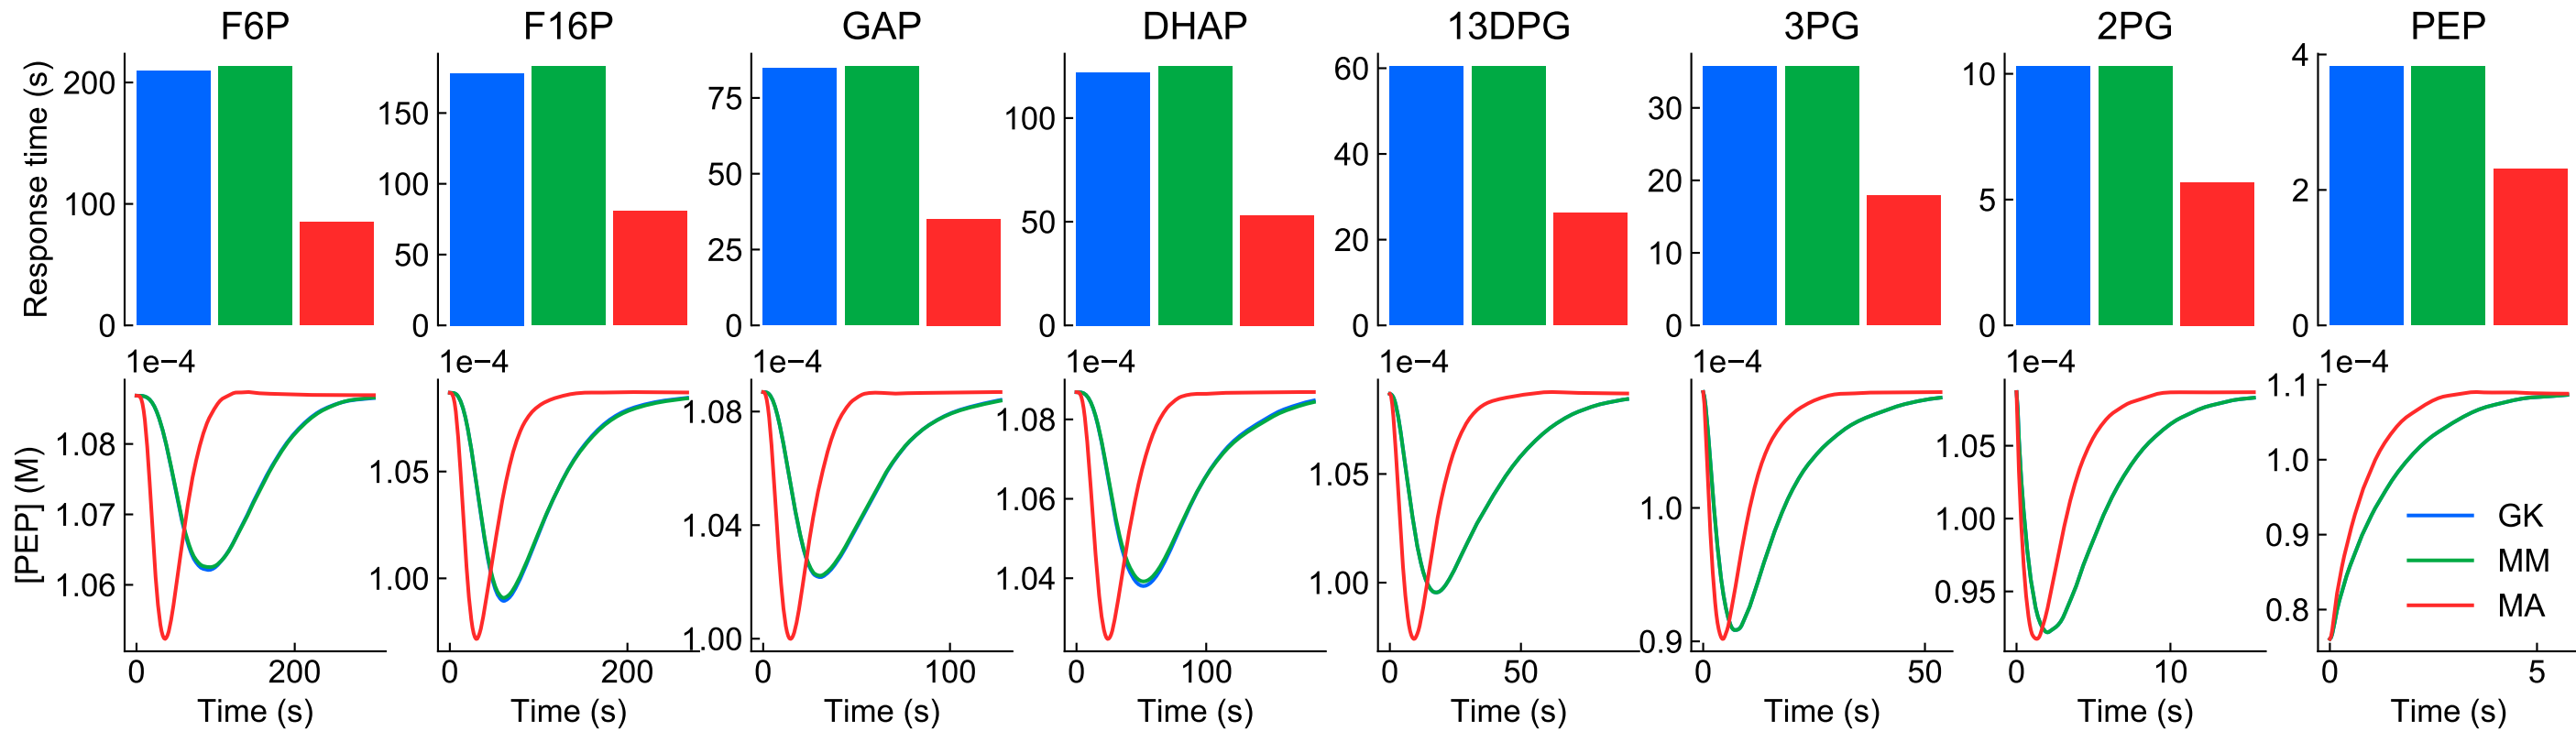 F6P F16P GAP DHAP 13DPG 3PG 2PG PEP
Response time (s)
200
100
0
150
100
50
0
75
50
25
0
100
50
0
60
40
20
0
30
20
10
0
10
5
0
4
2
0
[PEP] (M)
1e−4
1.08
1.07
1.06
0 200
Time (s)
1e−4
1.05
1.00
0 200
Time (s)
1e−4
1.08
1.04
1.00
0 100
Time (s)
1e−4
1.08
1.06
1.04
0 100
Time (s)
1e−4
1.05
1.00
0 50
Time (s)
1e−4
1.0
0.9
0 50
Time (s)
1e−4
1.05
1.00
0.95
0 10
Time (s)
1e−4
1.1
1.0
0.9
0.8
GK
MM
MA
0 5
Time (s)